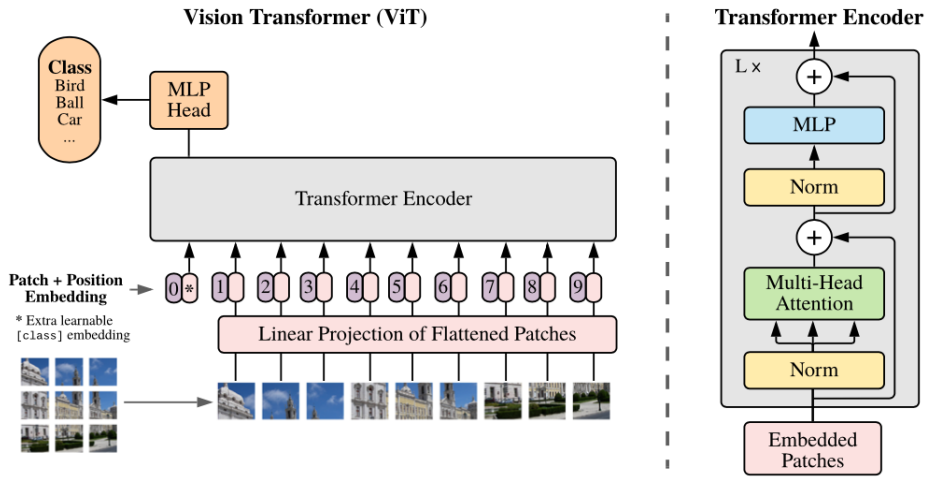 Vision Transformer (ViT)
Class
Bird
Ball
Car
...
MLP
Head
Transformer Encoder
0 * 1 2 3 4 5 6 7 8 9
Patch + Position
Embedding
* Extra learnable
[class] embedding
Linear Projection of Flattened Patches
Transformer Encoder
L ×
+
MLP
Norm
+
Multi-Head
Attention
Norm
Embedded
Patches